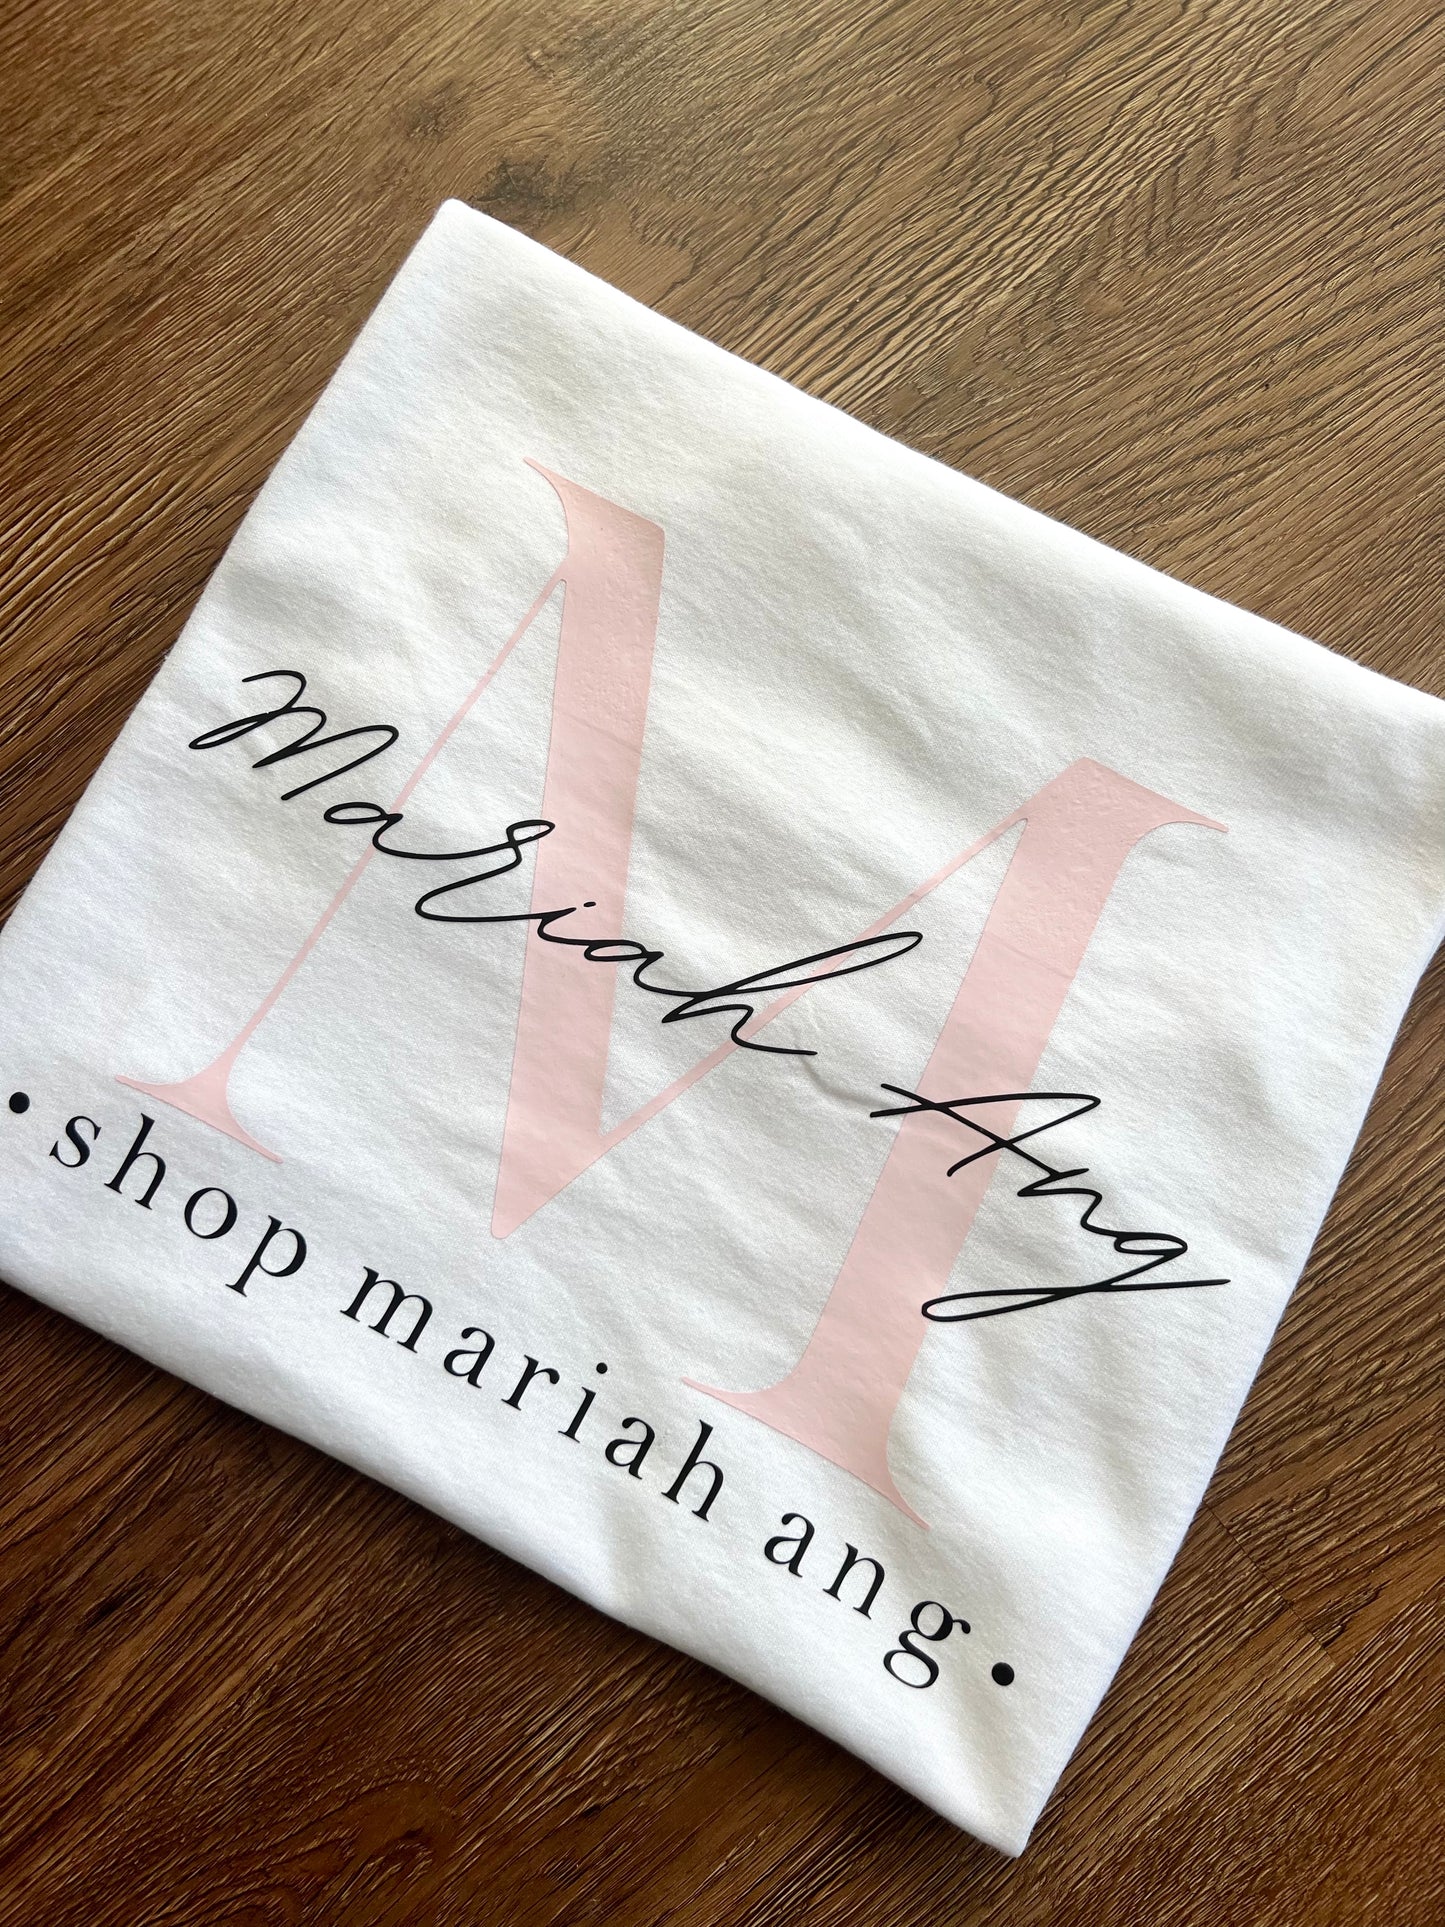 M
Mariah Ang
• shop mariah ang •